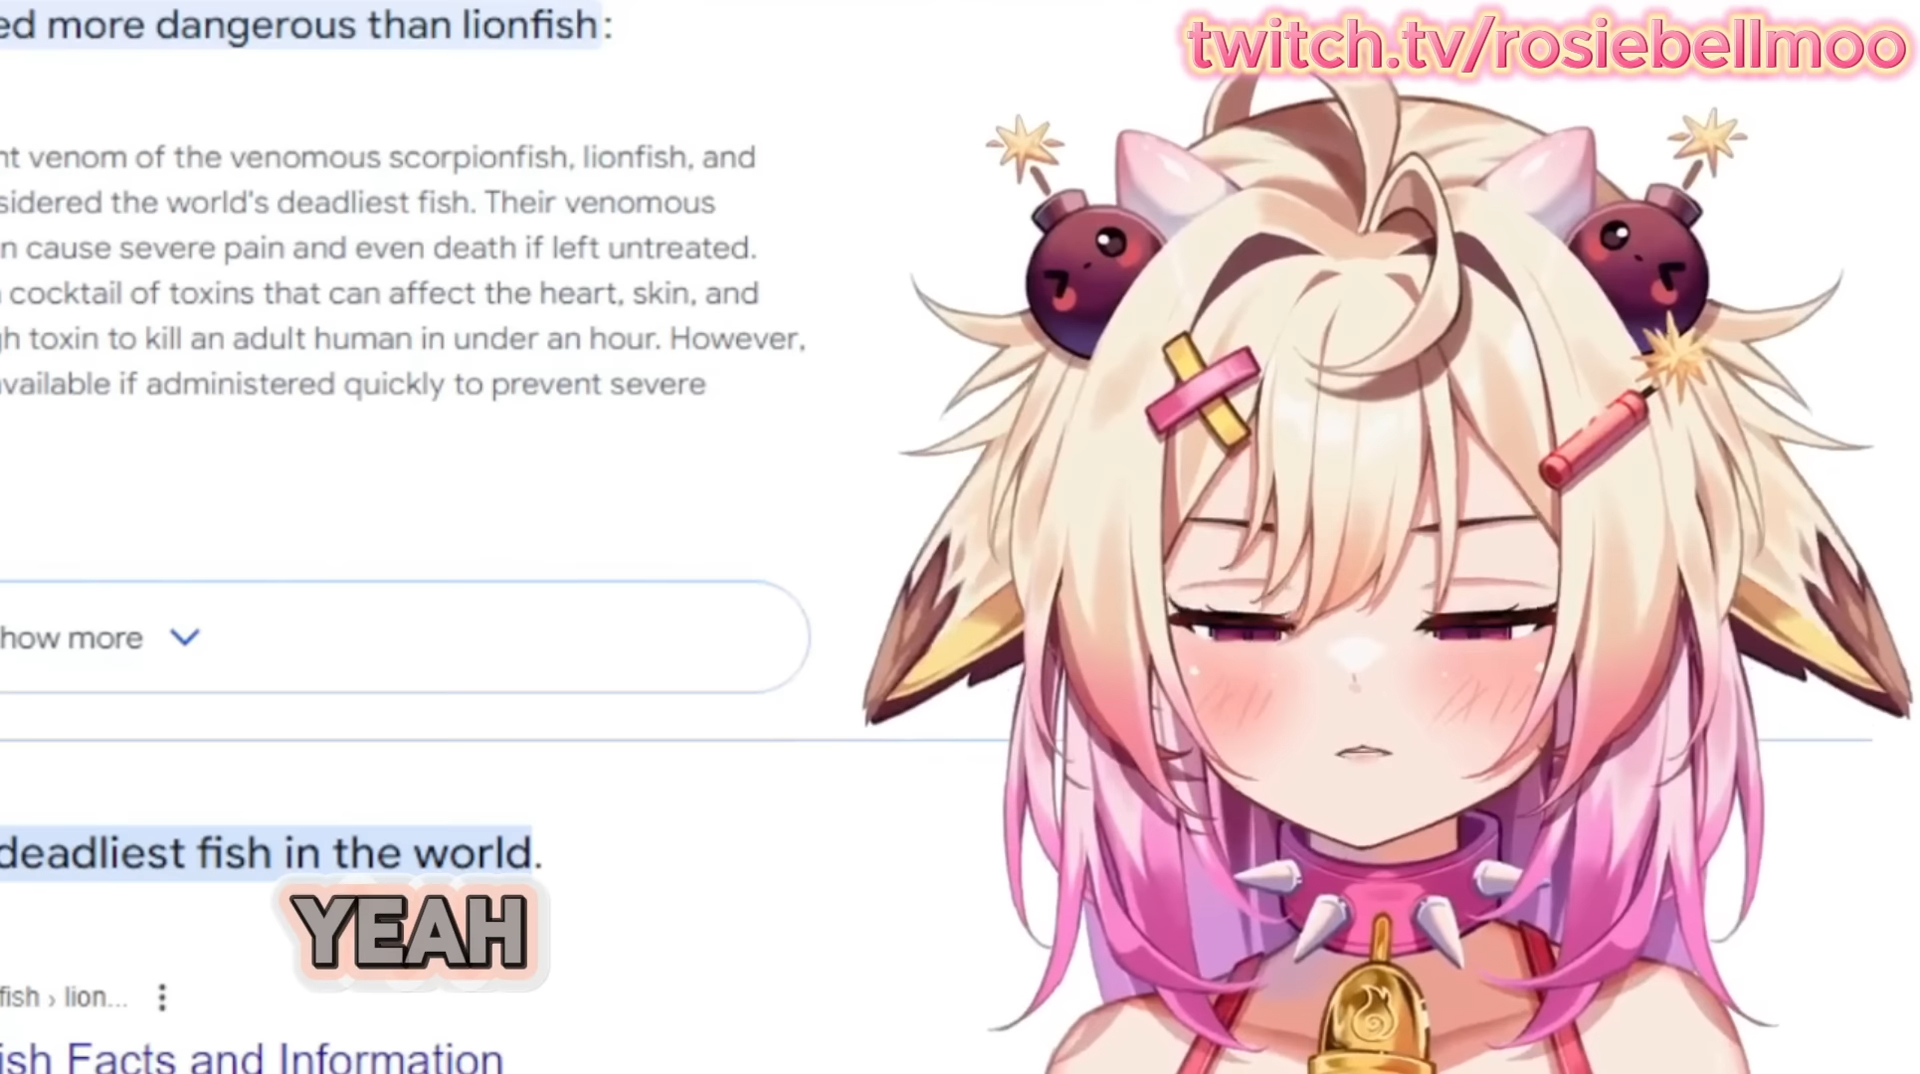 ed more dangerous than lionfish:
twitch.tv/rosiebellmoo
nt venom of the venomous scorpionfish, lionfish, and
sidered the world's deadliest fish. Their venomous
n cause severe pain and even death if left untreated.
cocktail of toxins that can affect the heart, skin, and
gh toxin to kill an adult human in under an hour. However,
vailable if administered quickly to prevent severe
how more
deadliest fish in the world.
YEAH
fish › lion...
ish Facts and Information